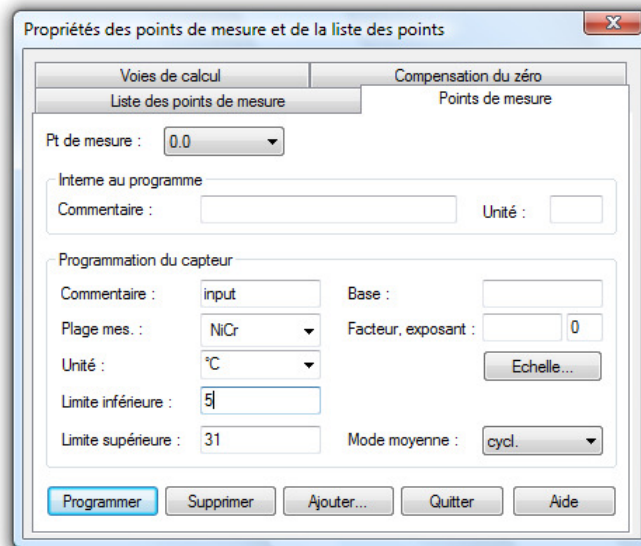 Propriétés des points de mesure et de la liste des points
Voies de calcul Compensation du zéro
Liste des points de mesure Points de mesure
Pt de mesure : 0.0
Interne au programme
Commentaire : Unité :
Programmation du capteur
Commentaire : input Base :
Plage mes. : NiCr Facteur, exposant : 0
Unité : °C Echelle...
Limite inférieure : 5
Limite supérieure : 31 Mode moyenne : cycl.
Programmer Supprimer Ajouter... Quitter Aide